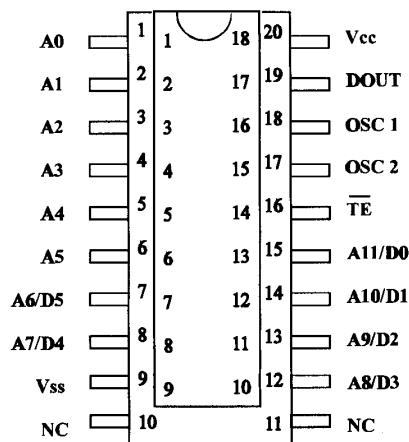 A0 1 1 18 20 Vcc
A1 2 2 17 19 DOUT
A2 3 3 16 18 OSC 1
A3 4 4 15 17 OSC 2
A4 5 5 14 16 T̅E̅
A5 6 6 13 15 A11/D0
A6/D5 7 7 12 14 A10/D1
A7/D4 8 8 11 13 A9/D2
Vss 9 9 10 12 A8/D3
NC 10 11 NC